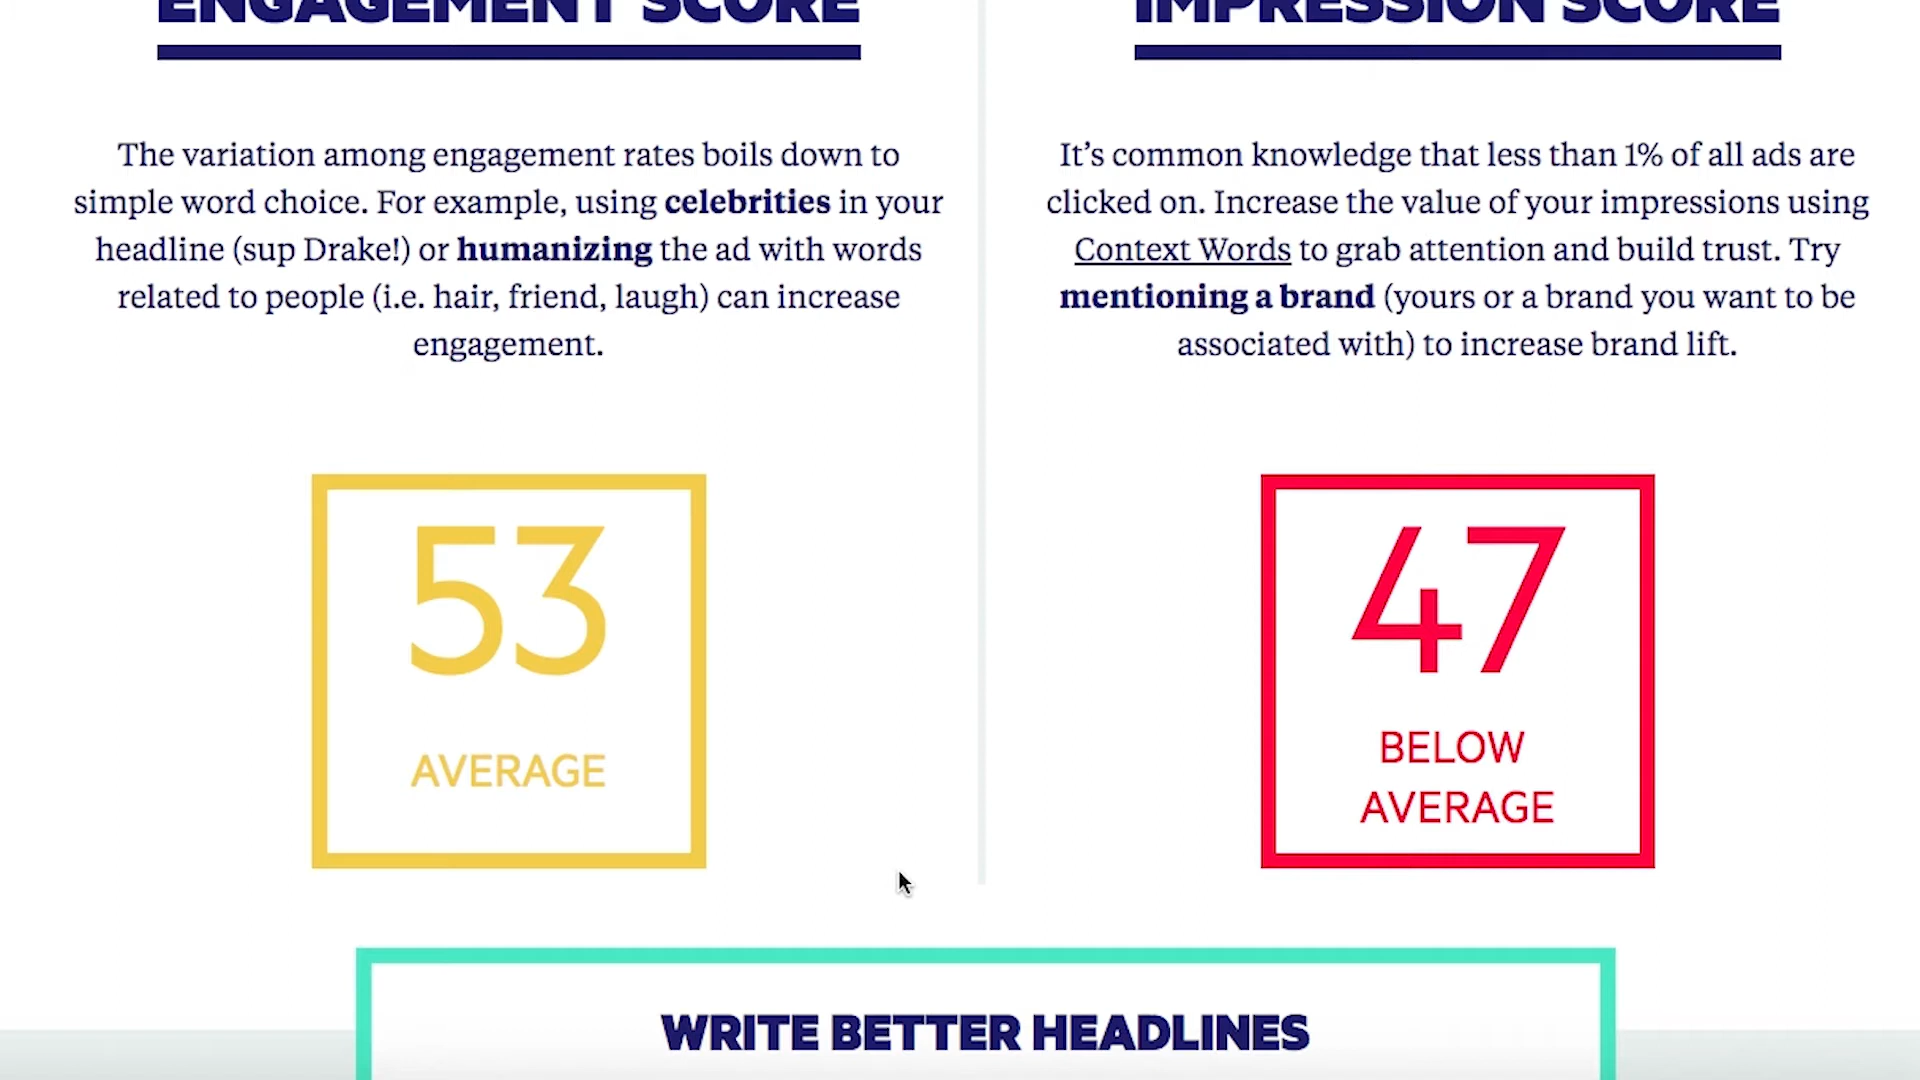 ENGAGEMENT SCORE
The variation among engagement rates boils down to
simple word choice. For example, using celebrities in your
headline (sup Drake!) or humanizing the ad with words
related to people (i.e. hair, friend, laugh) can increase
engagement.
53
AVERAGE
IMPRESSION SCORE
It’s common knowledge that less than 1% of all ads are
clicked on. Increase the value of your impressions using
Context Words to grab attention and build trust. Try
mentioning a brand (yours or a brand you want to be
associated with) to increase brand lift.
47
BELOW
AVERAGE
WRITE BETTER HEADLINES